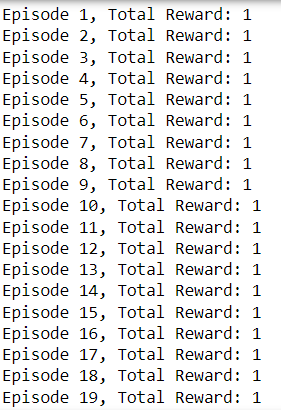 Episode 1, Total Reward: 1
Episode 2, Total Reward: 1
Episode 3, Total Reward: 1
Episode 4, Total Reward: 1
Episode 5, Total Reward: 1
Episode 6, Total Reward: 1
Episode 7, Total Reward: 1
Episode 8, Total Reward: 1
Episode 9, Total Reward: 1
Episode 10, Total Reward: 1
Episode 11, Total Reward: 1
Episode 12, Total Reward: 1
Episode 13, Total Reward: 1
Episode 14, Total Reward: 1
Episode 15, Total Reward: 1
Episode 16, Total Reward: 1
Episode 17, Total Reward: 1
Episode 18, Total Reward: 1
Episode 19, Total Reward: 1